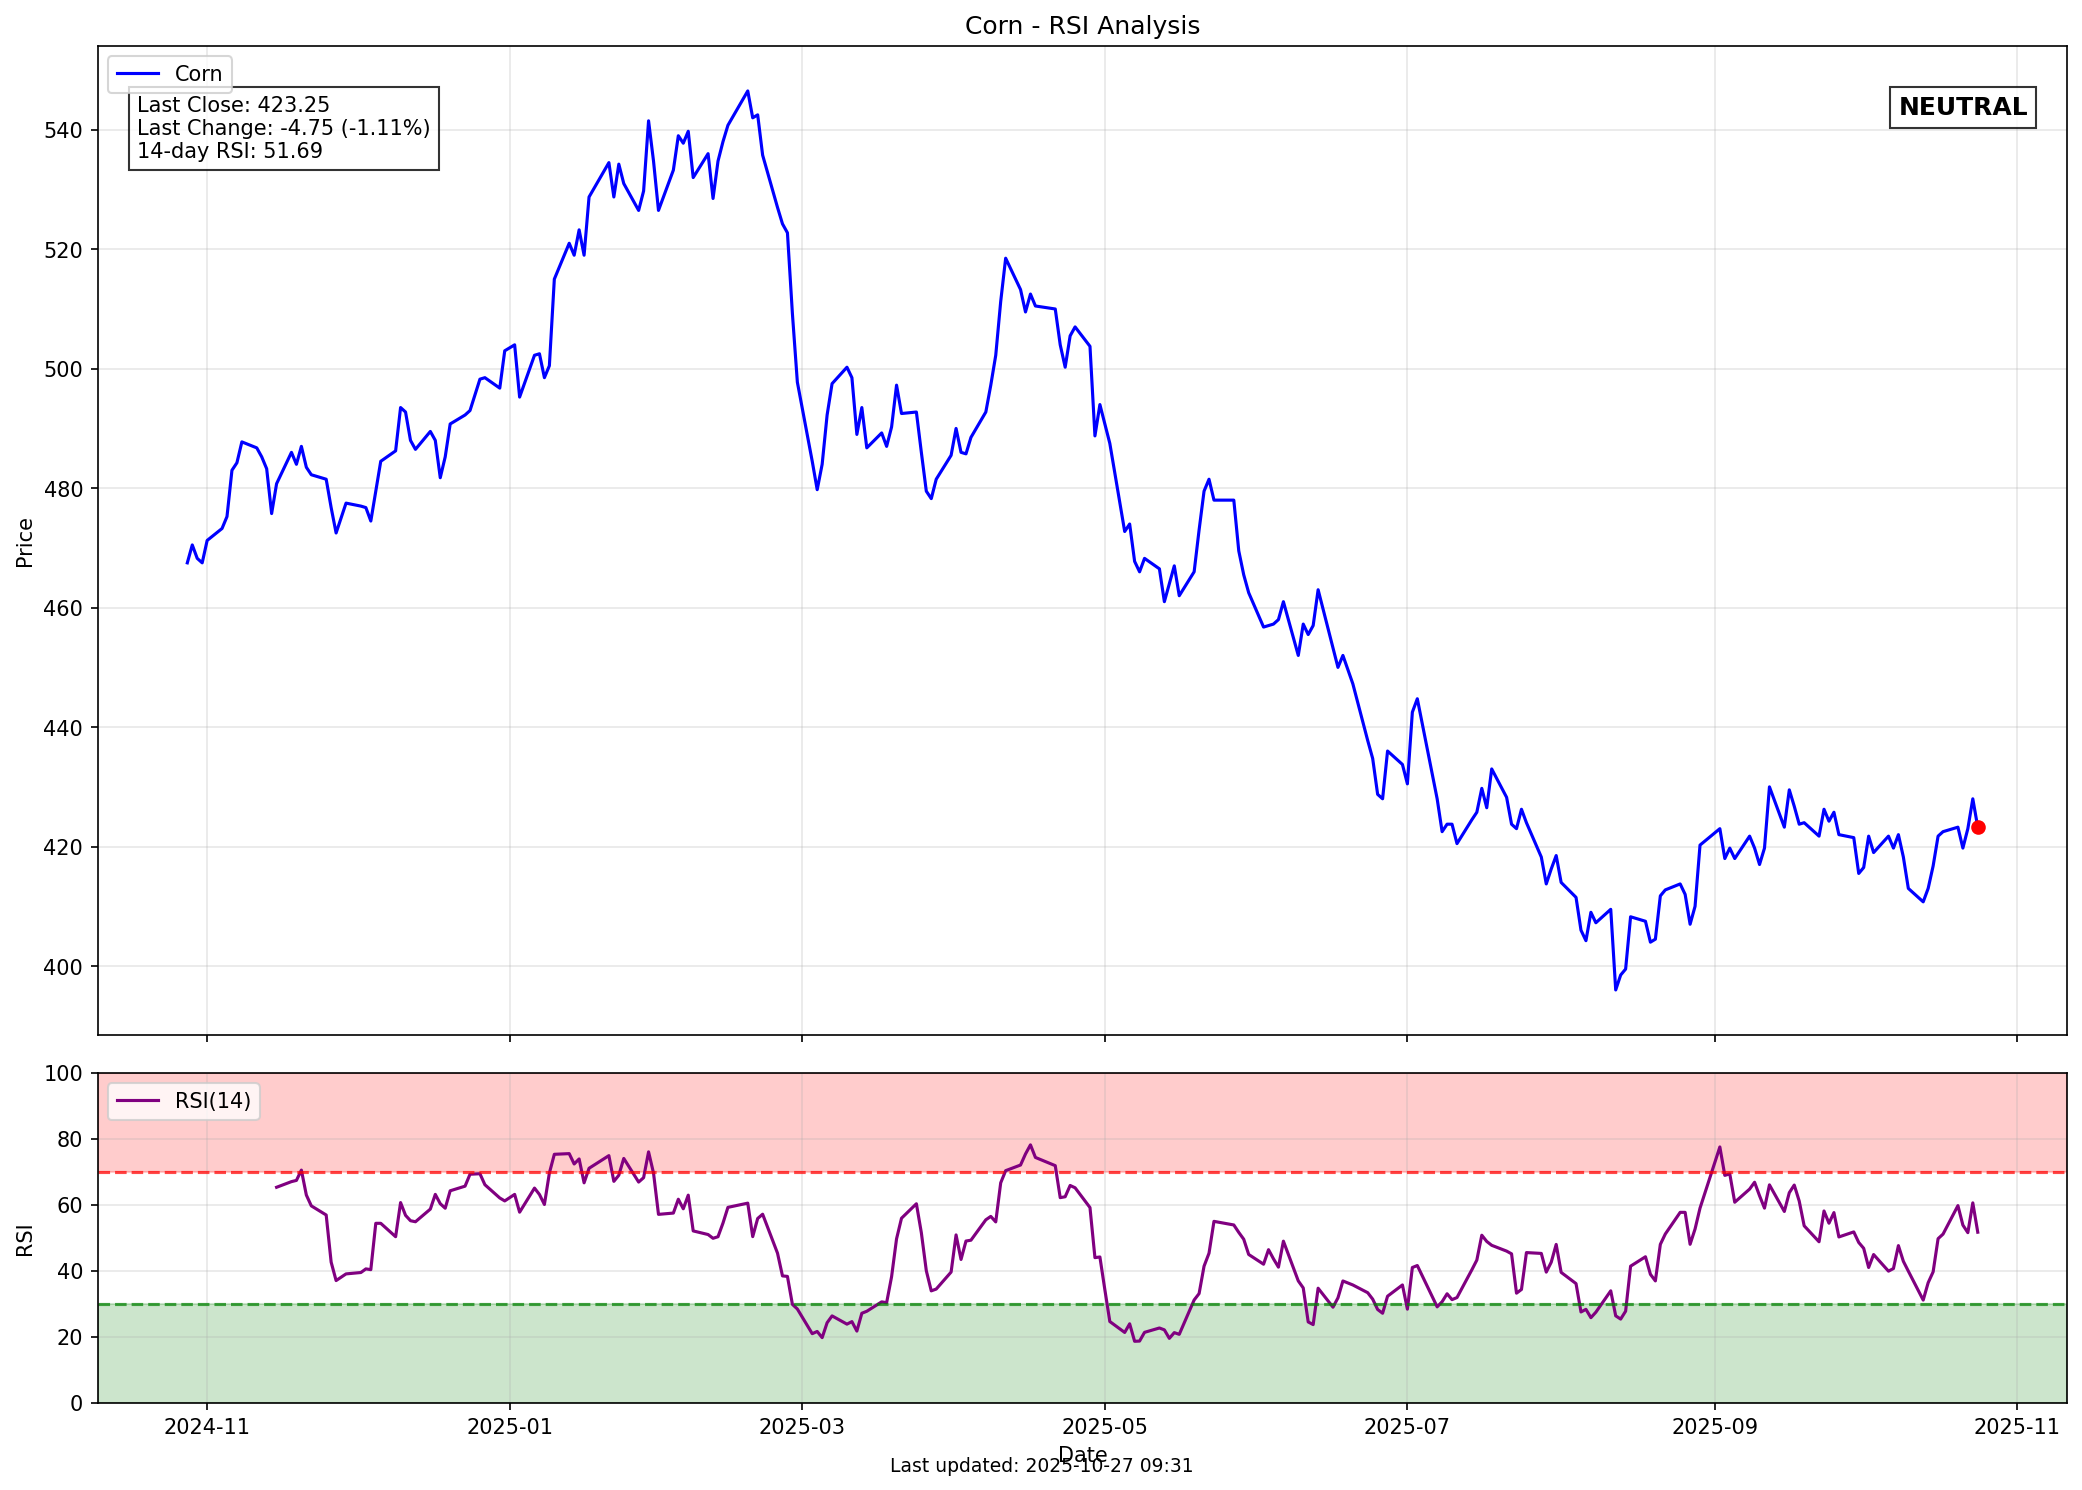 Corn - RSI Analysis
Corn
Last Close: 423.25
Last Change: -4.75 (-1.11%)
14-day RSI: 51.69
NEUTRAL
540
520
500
480
460
440
420
400
Price
RSI(14)
100
80
60
40
20
0
RSI
2024-11
2025-01
2025-03
2025-05
2025-07
2025-09
2025-11
Date
Last updated: 2025-10-27 09:31